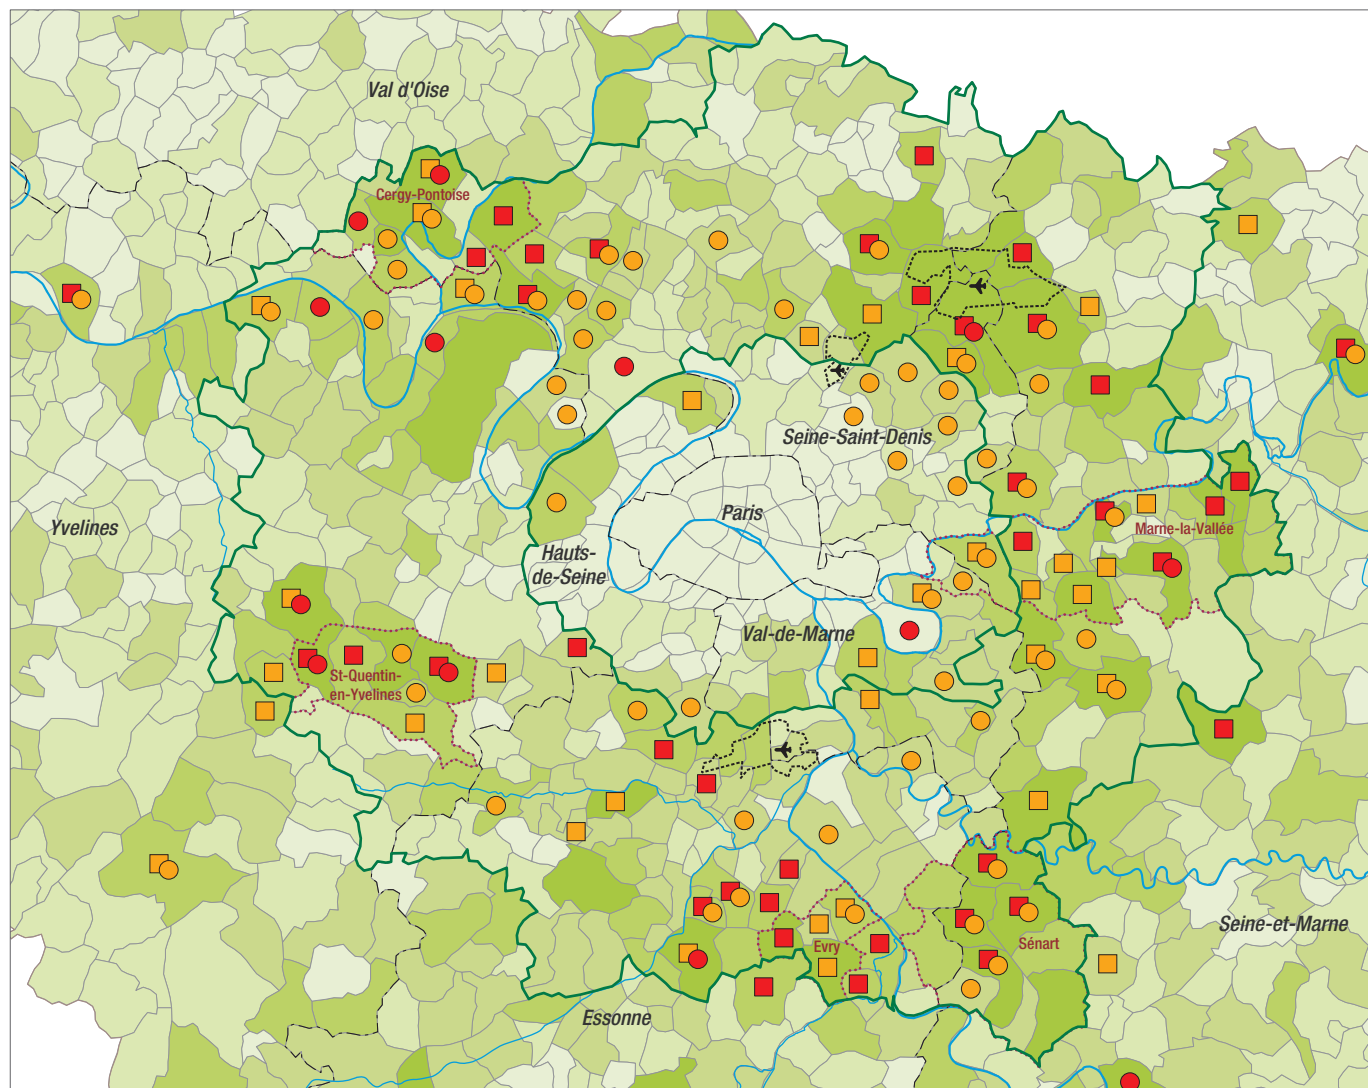 Val d'Oise
Cergy-Pontoise
Seine-Saint-Denis
Paris
Marne-la-Vallée
Yvelines
Hauts-
de-Seine
Val-de-Marne
St-Quentin-
en-Yvelines
Seine-et-Marne
Evry
Sénart
Essonne